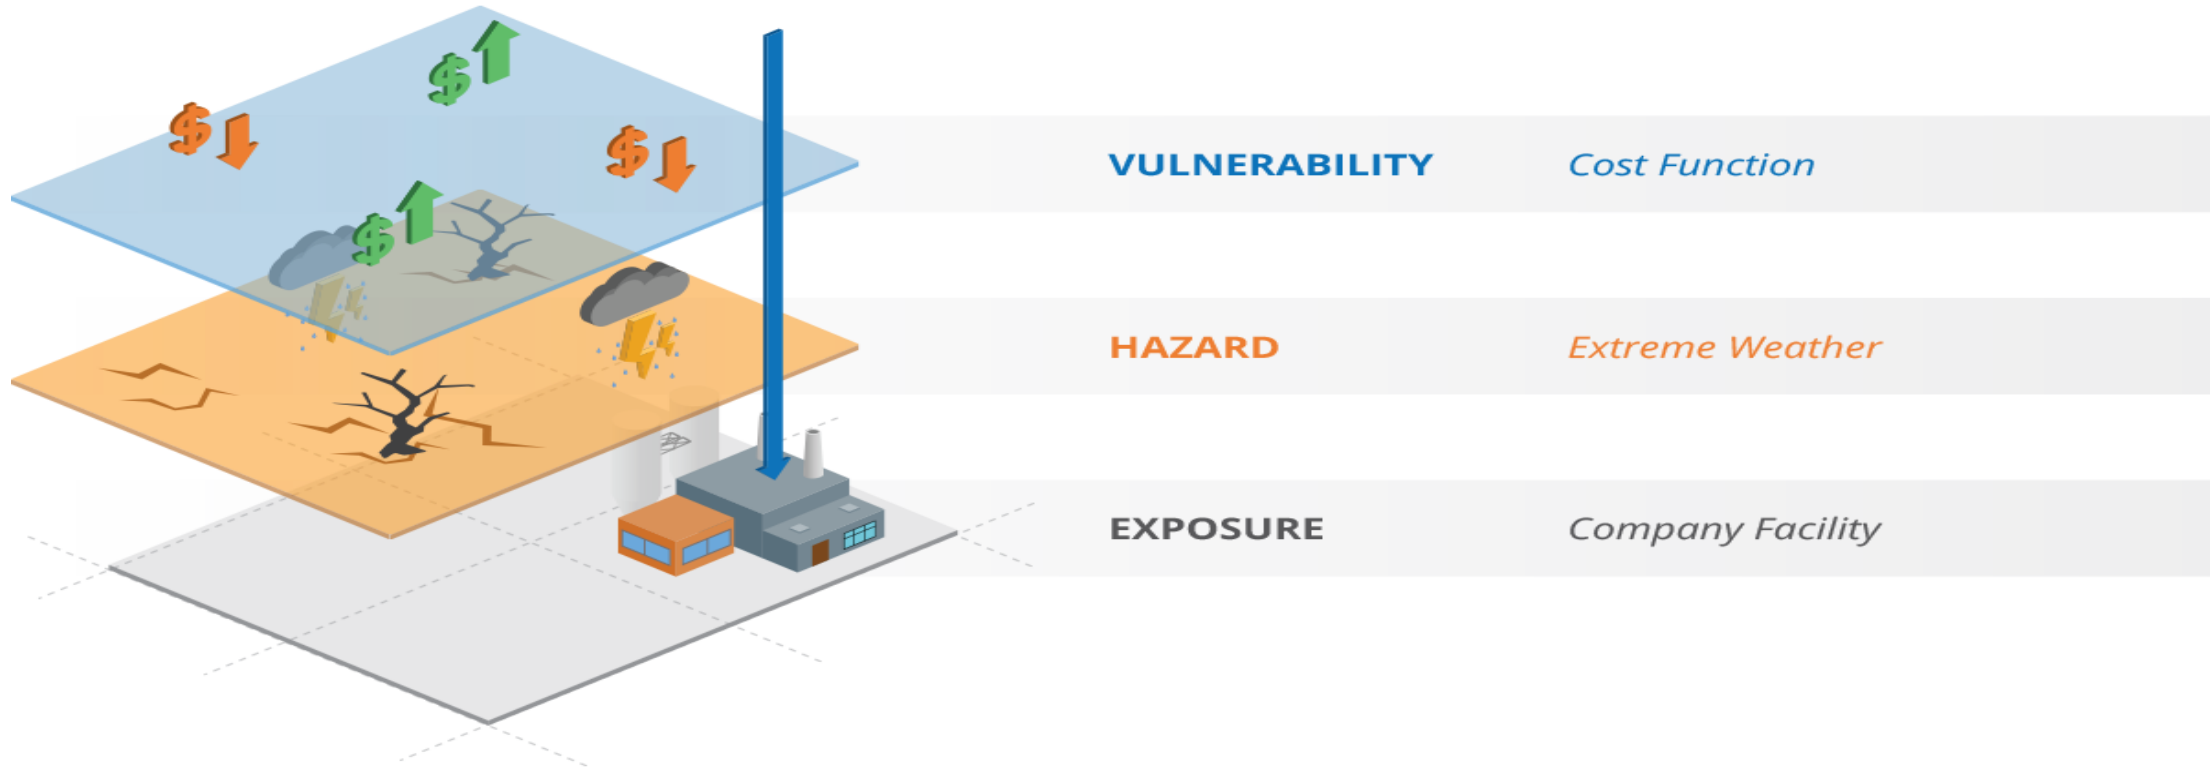 VULNERABILITY Cost Function
HAZARD Extreme Weather
EXPOSURE Company Facility